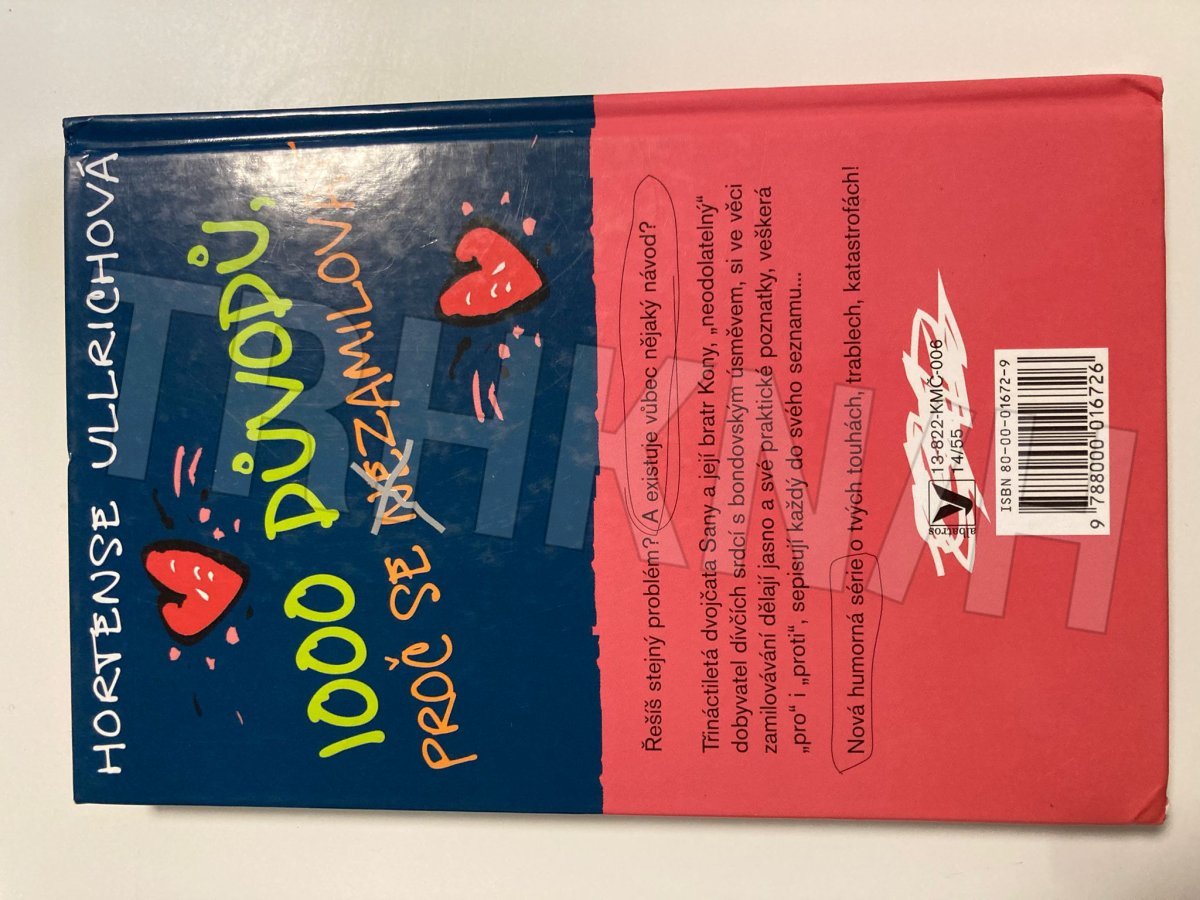 HORTENSE ULLRICHOVÁ
1000 DŮVODŮ,
PROČ SE NEZAMILOVAT
Řešíš stejný problém? A existuje vůbec nějaký návod?
Třináctiletá dvojčata Sany a její bratr Kony, „neodolatelný“
dobyvatel dívčích srdcí s bondovským úsměvem, si ve věci
zamilovávání dělají jasno a své praktické poznatky, veškerá
„pro“ i „proti“, sepisují každý do svého seznamu...
Nová humorná série o tvých touhách, trablech, katastrofách!
albatros
13-822-KMČ-006
14/55
ISBN 80-00-01672-9
9 788000 016726
TRHKNIH